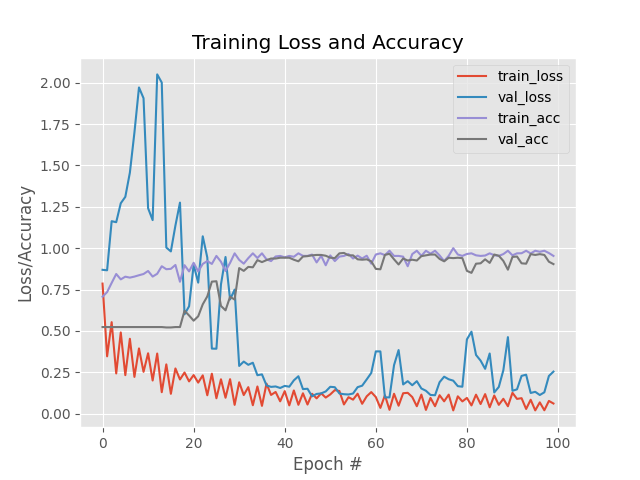 Training Loss and Accuracy
train_loss
val_loss
train_acc
val_acc
2.00
1.75
1.50
1.25
1.00
0.75
0.50
0.25
0.00
Loss/Accuracy
0 20 40 60 80 100
Epoch #